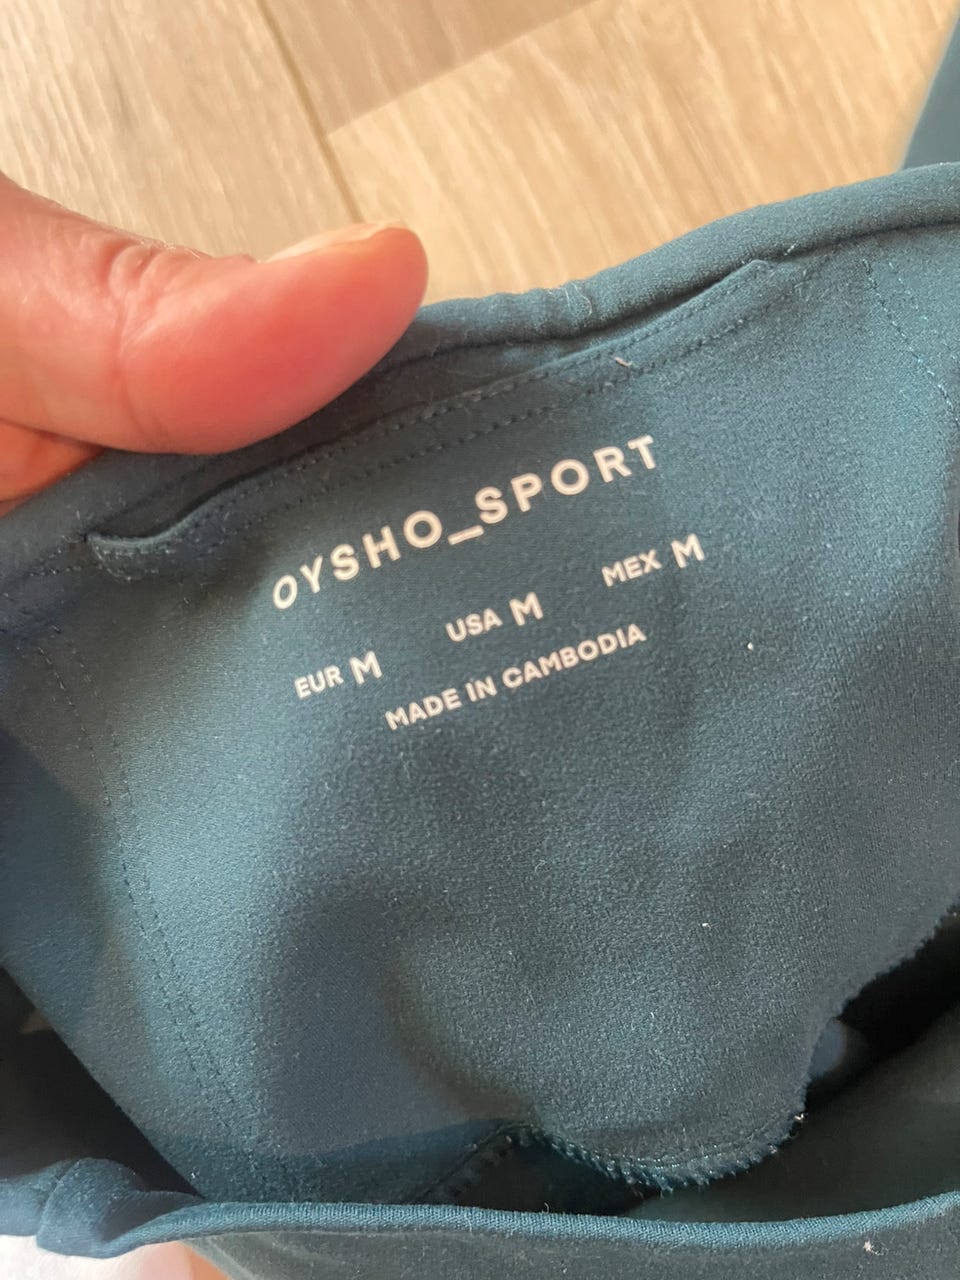 OYSHO_SPORT
EUR M USA M MEX M
MADE IN CAMBODIA